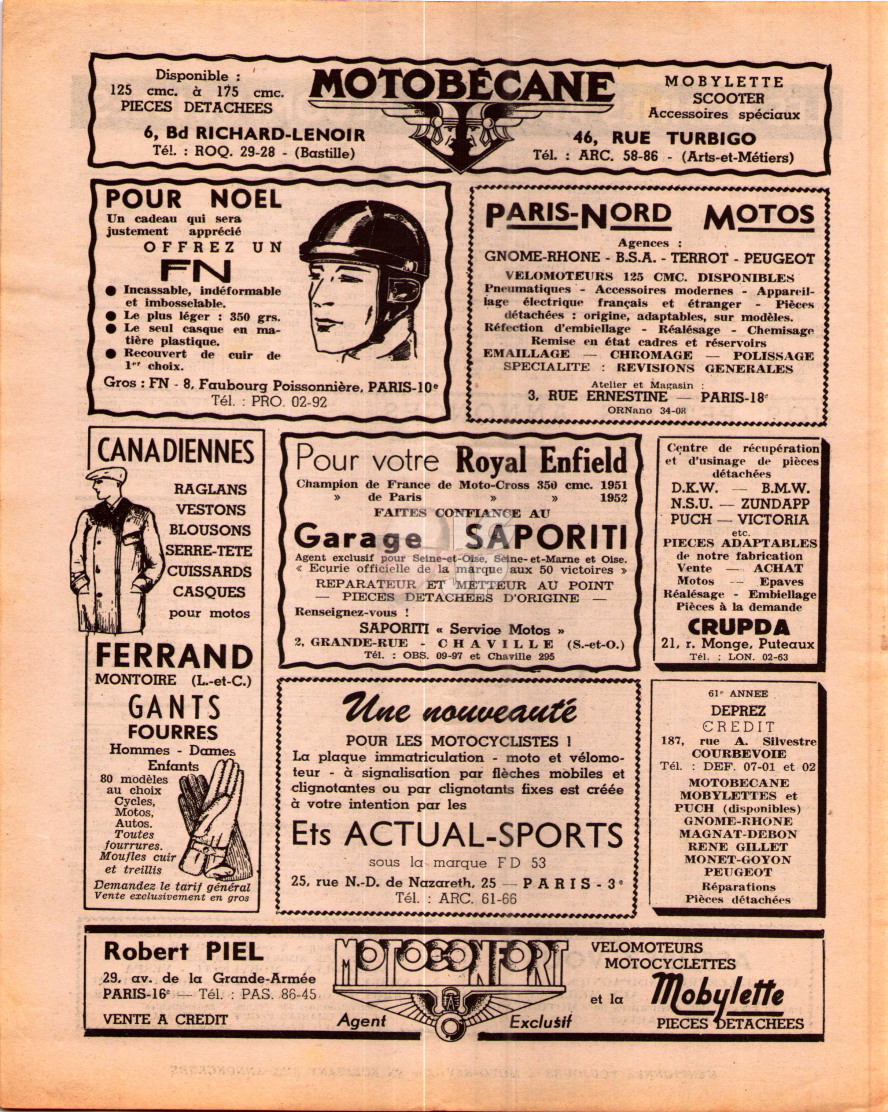 Disponible :
125 cmc. à 175 cmc.
PIECES DETACHEES
MOTOBÉCANE
MOBYLETTE
SCOOTER
Accessoires spéciaux
6, Bd RICHARD-LENOIR
Tél. : ROQ. 29-28 - (Bastille)
46, RUE TURBIGO
Tél. : ARC. 58-86 - (Arts-et-Métiers)
POUR NOEL
Un cadeau qui sera
justement apprécié
OFFREZ UN
FN
● Incassable, indéformable
et imbosselable.
● Le plus léger : 350 grs.
● Le seul casque en ma-
tière plastique.
● Recouvert de cuir de
1er choix.
Gros : FN - 8, Faubourg Poissonnière, PARIS-10e
Tél. : PRO. 02-92
PARIS-NORD MOTOS
Agences :
GNOME-RHONE - B.S.A. - TERROT - PEUGEOT
VELOMOTEURS 125 CMC. DISPONIBLES
Pneumatiques - Accessoires modernes - Appareil-
lage électrique français et étranger - Pièces
détachées : origine, adaptables, sur modèles.
Réfection d'embiellage - Réalésage - Chemisage
Remise en état cadres et réservoirs
EMAILLAGE — CHROMAGE — POLISSAGE
SPECIALITE : REVISIONS GENERALES
Atelier et Magasin :
3, RUE ERNESTINE — PARIS-18e
ORNano 34-08
CANADIENNES
RAGLANS
VESTONS
BLOUSONS
SERRE-TETE
CUISSARDS
CASQUES
pour motos
FERRAND
MONTOIRE (L.-et-C.)
GANTS
FOURRES
Hommes - Dames
Enfants
80 modèles
au choix
Cycles,
Motos,
Autos.
Toutes
fourrures.
Moufles cuir
et treillis
Demandez le tarif général
Vente exclusivement en gros
Pour votre Royal Enfield
Champion de France de Moto-Cross 350 cmc. 1951
» de Paris » » 1952
FAITES CONFIANCE AU
Garage SAPORITI
Agent exclusif pour Seine-et-Oise, Seine-et-Marne et Oise.
« Ecurie officielle de la marque aux 50 victoires »
REPARATEUR ET METTEUR AU POINT
— PIECES DETACHEES D'ORIGINE —
Renseignez-vous !
SAPORITI « Service Motos »
2, GRANDE-RUE - CHAVILLE (S.-et-O.)
Tél. : OBS. 09-97 et Chaville 295
Centre de récupération
et d'usinage de pièces
détachées
D.K.W. — B.M.W.
N.S.U. — ZUNDAPP
PUCH — VICTORIA
etc.
PIECES ADAPTABLES
de notre fabrication
Vente — ACHAT
Motos — Epaves
Réalésage - Embiellage
Pièces à la demande
CRUPDA
21, r. Monge, Puteaux
Tél. : LON. 02-63
Une nouveauté
POUR LES MOTOCYCLISTES !
La plaque immatriculation - moto et vélomo-
teur - à signalisation par flèches mobiles et
clignotantes ou par clignotants fixes est créée
à votre intention par les
Ets ACTUAL-SPORTS
sous la marque FD 53
25, rue N.-D. de Nazareth, 25 — PARIS - 3e
Tél. : ARC. 61-66
61e ANNEE
DEPREZ
CREDIT
187, rue A. Silvestre
COURBEVOIE
Tél. : DEF. 07-01 et 02
MOTOBECANE
MOBYLETTES et
PUCH (disponibles)
GNOME-RHONE
MAGNAT-DEBON
RENE GILLET
MONET-GOYON
PEUGEOT
Réparations
Pièces détachées
Robert PIEL
29, av. de la Grande-Armée
PARIS-16e — Tél. : PAS. 86-45
VENTE A CREDIT
MOTOCONFORT
Agent Exclusif
VELOMOTEURS
MOTOCYCLETTES
et la Mobylette
PIECES DETACHEES